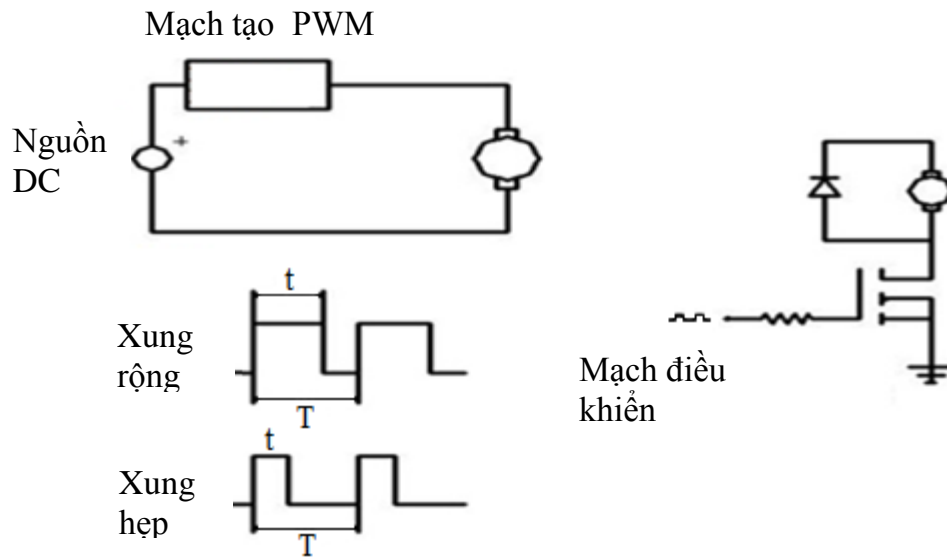 Mạch tạo PWM
Nguồn
DC
+
t
Xung
rộng
T
t
Xung
hẹp
T
Mạch điều
khiển